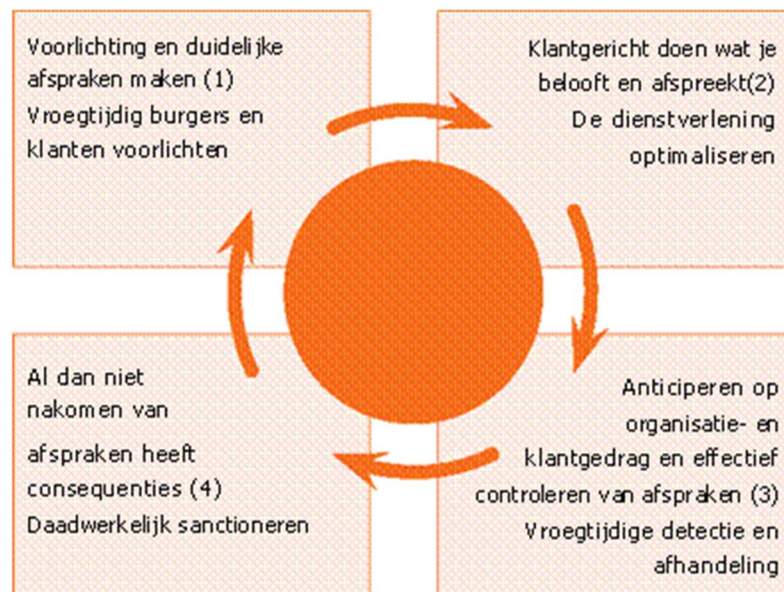 Voorlichting en duidelijke
afspraken maken (1)
Vroegtijdig burgers en
klanten voorlichten
Klantgericht doen wat je
belooft en afspreekt(2)
De dienstverlening
optimaliseren
Anticiperen op
organisatie- en
klantgedrag en effectief
controleren van afspraken (3)
Vroegtijdige detectie en
afhandeling
Al dan niet
nakomen van
afspraken heeft
consequenties (4)
Daadwerkelijk sanctioneren